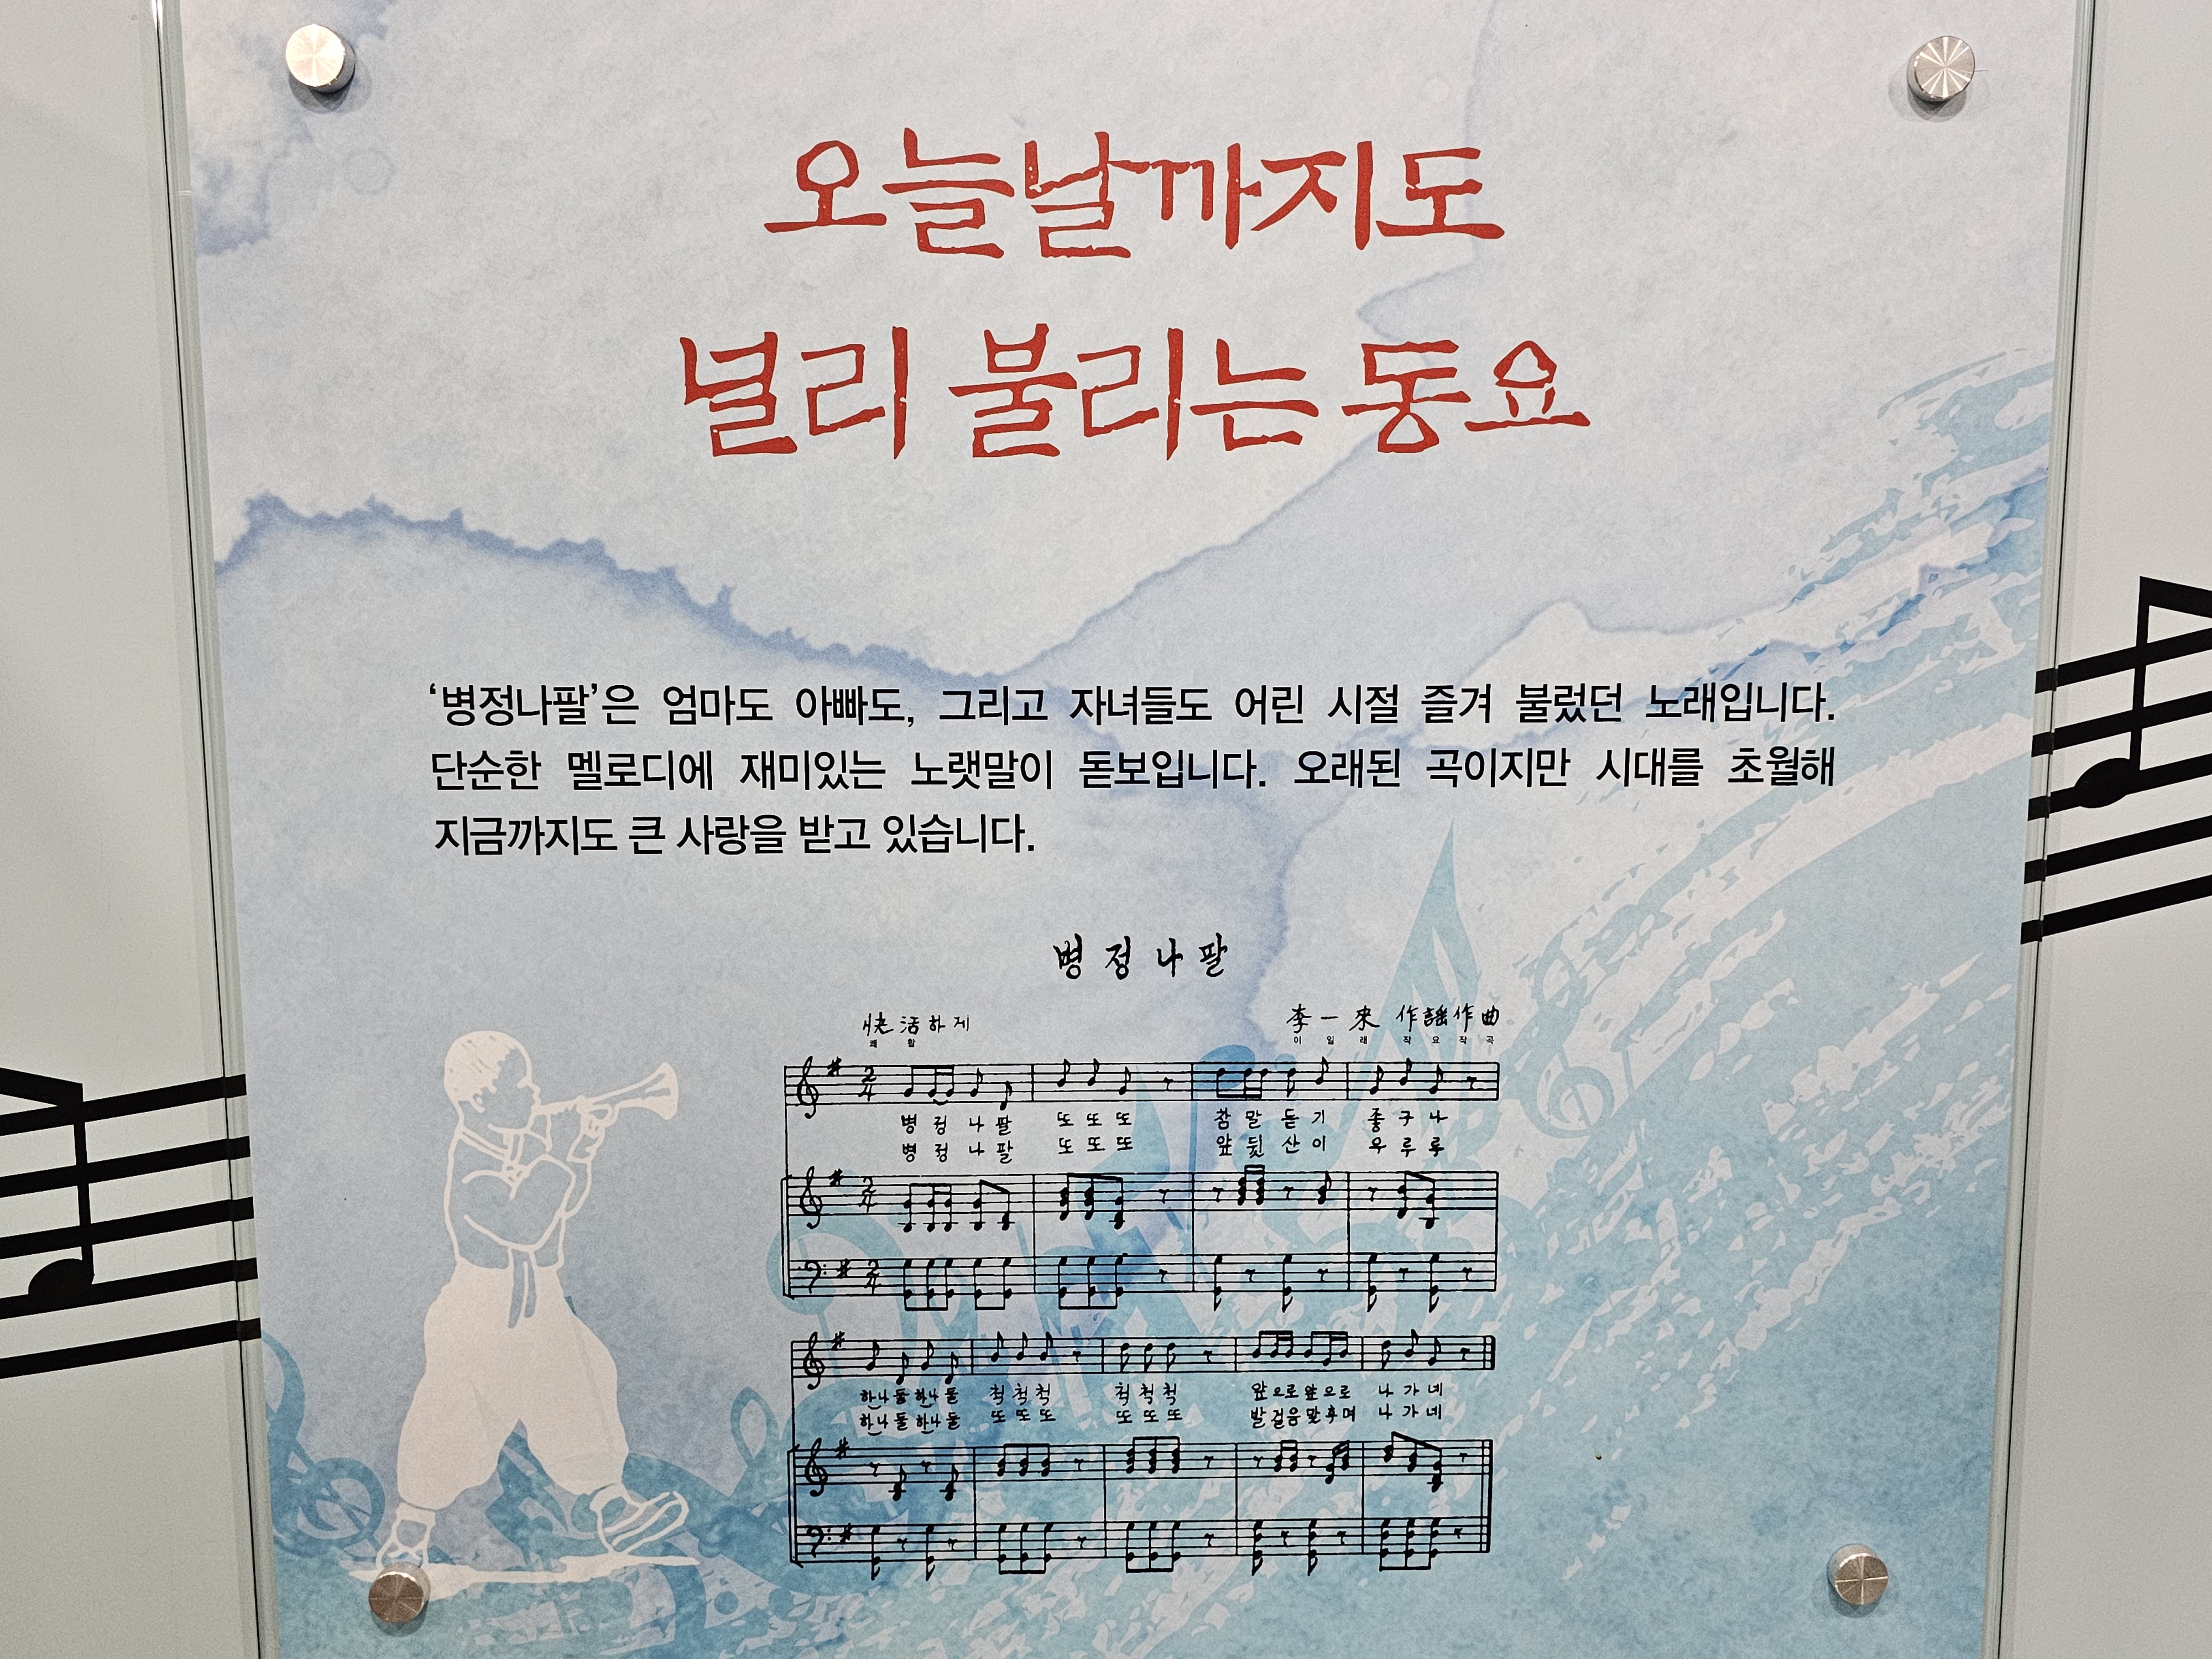 오늘날까지도
널리 불리는 동요
‘병정나팔’은 엄마도 아빠도, 그리고 자녀들도 어린 시절 즐겨 불렀던 노래입니다.
단순한 멜로디에 재미있는 노랫말이 돋보입니다. 오래된 곡이지만 시대를 초월해
지금까지도 큰 사랑을 받고 있습니다.
병정나팔
快活하게
쾌활
李一來 作謠作曲
이일래 작요작곡
2/4
병정나팔 또또또 참말듣기 좋구나
병정나팔 또또또 앞뒷산이 우루루
2/4
2/4
하나둘하나둘 척척척 척척척 앞으로앞으로 나가네
하나둘하나둘 또또또 또또또 발걸음맞추며 나가네